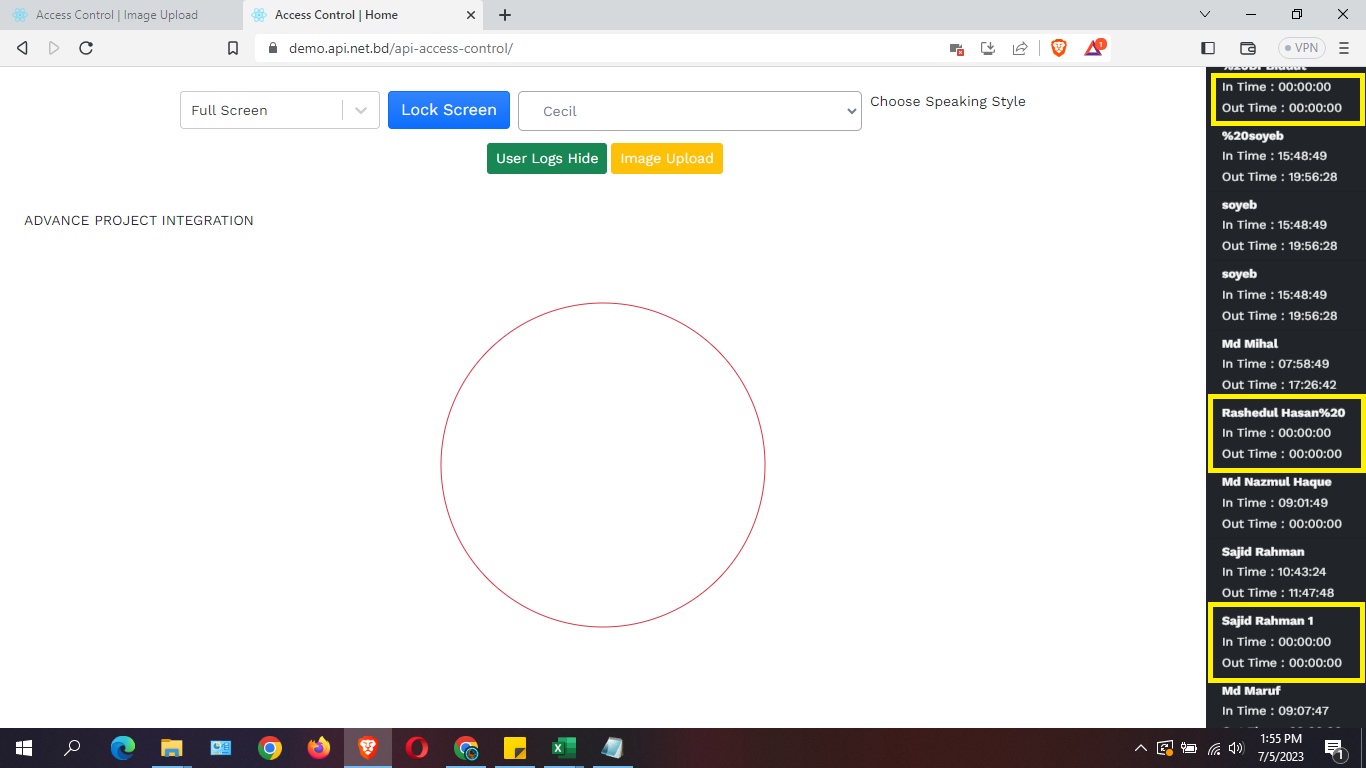 Access Control | Image Upload
Access Control | Home
demo.api.net.bd/api-access-control/
1
VPN
Full Screen
Lock Screen
Cecil
Choose Speaking Style
User Logs Hide
Image Upload
ADVANCE PROJECT INTEGRATION
In Time : 00:00:00
Out Time : 00:00:00
%20soyeb
In Time : 15:48:49
Out Time : 19:56:28
soyeb
In Time : 15:48:49
Out Time : 19:56:28
soyeb
In Time : 15:48:49
Out Time : 19:56:28
Md Mihal
In Time : 07:58:49
Out Time : 17:26:42
Rashedul Hasan%20
In Time : 00:00:00
Out Time : 00:00:00
Md Nazmul Haque
In Time : 09:01:49
Out Time : 00:00:00
Sajid Rahman
In Time : 10:43:24
Out Time : 11:47:48
Sajid Rahman 1
In Time : 00:00:00
Out Time : 00:00:00
Md Maruf
In Time : 09:07:47
1:55 PM
7/5/2023
1